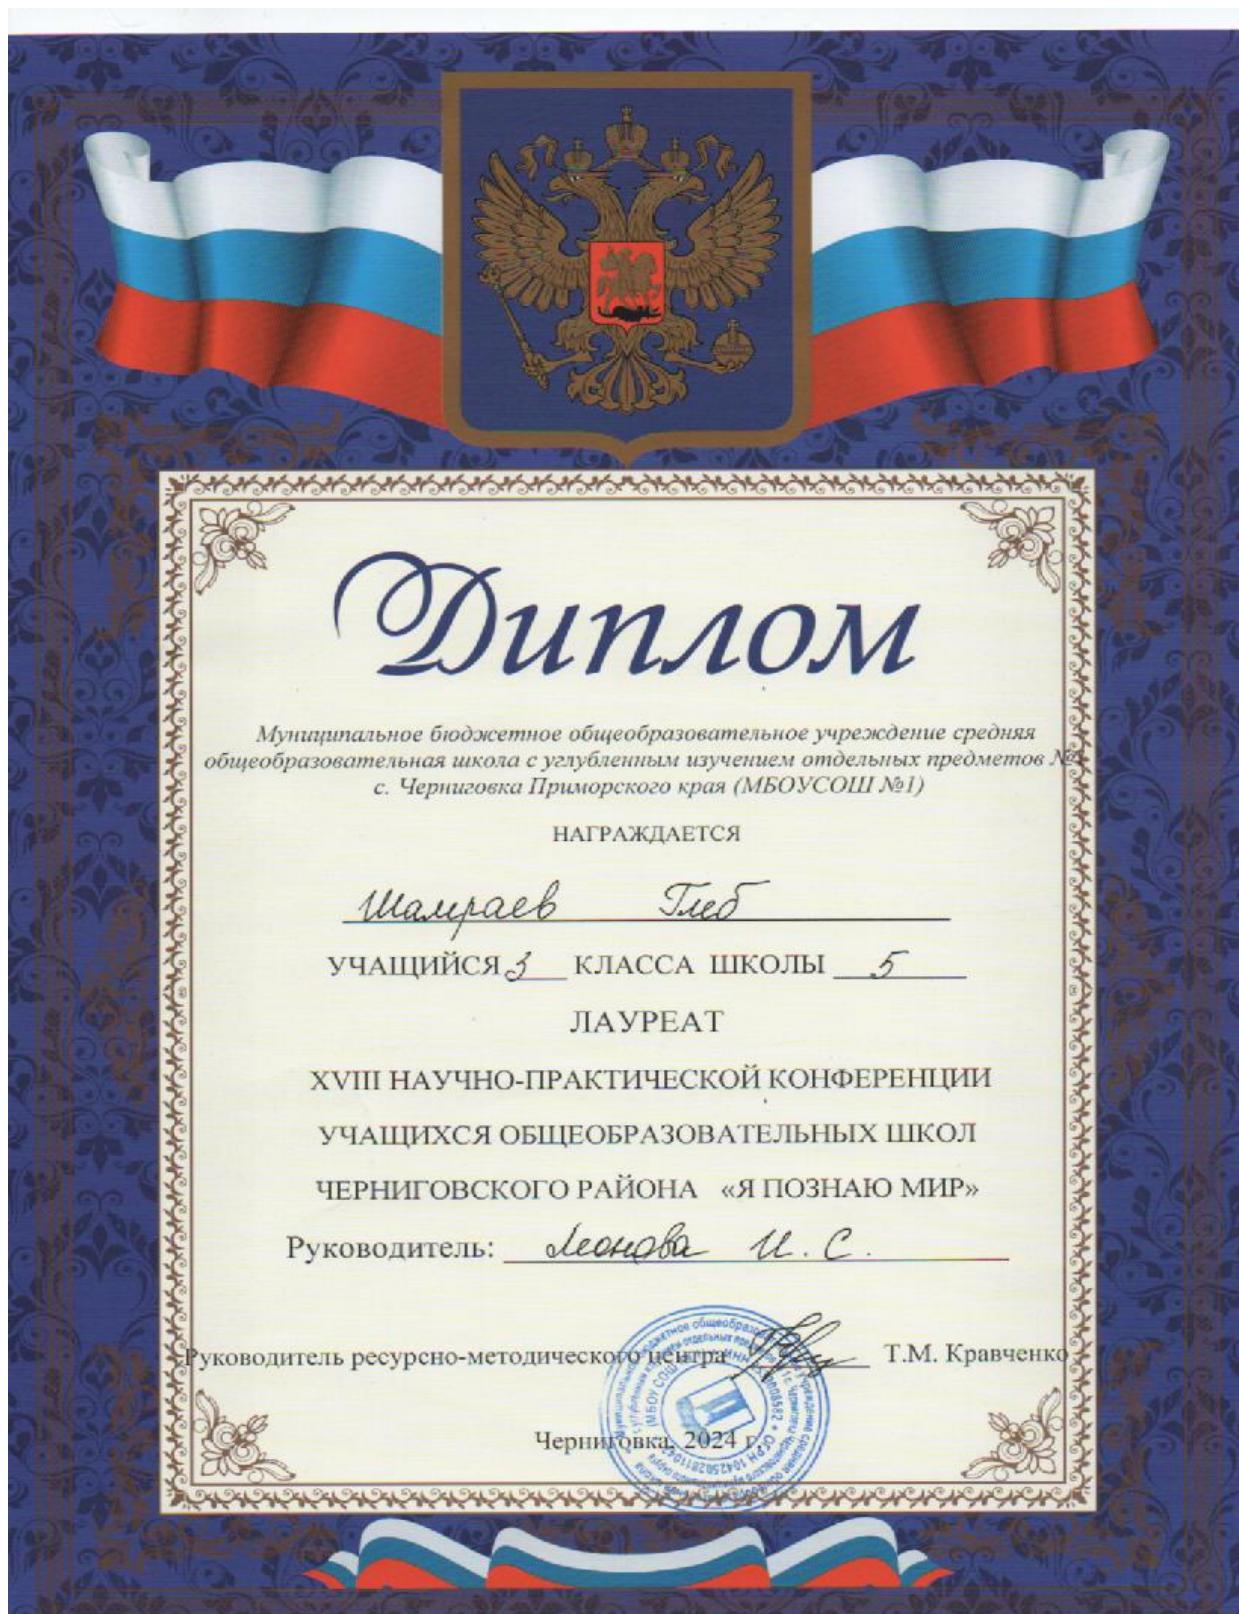 Диплом
Муниципальное бюджетное общеобразовательное учреждение средняя
общеобразовательная школа с углубленным изучением отдельных предметов №1
с. Черниговка Приморского края (МБОУСОШ №1)
НАГРАЖДАЕТСЯ
Шамраев Глеб
УЧАЩИЙСЯ 3 КЛАССА ШКОЛЫ 5
ЛАУРЕАТ
XVIII НАУЧНО-ПРАКТИЧЕСКОЙ КОНФЕРЕНЦИИ
УЧАЩИХСЯ ОБЩЕОБРАЗОВАТЕЛЬНЫХ ШКОЛ
ЧЕРНИГОВСКОГО РАЙОНА «Я ПОЗНАЮ МИР»
Руководитель: Леонова И. С.
Руководитель ресурсно-методического центра Т.М. Кравченко
Черниговка, 2024 г.